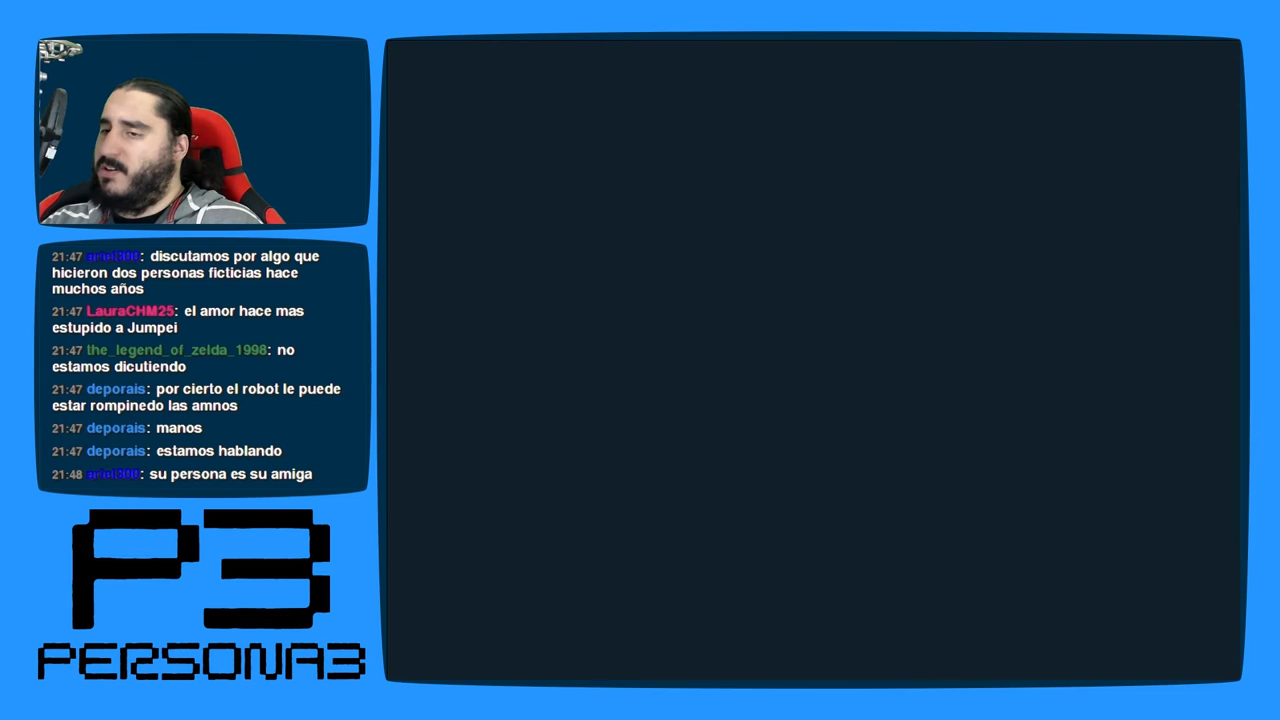 21:47 ariel380: discutamos por algo que
hicieron dos personas ficticias hace
muchos años
21:47 LauraCHM25: el amor hace mas
estupido a Jumpei
21:47 the_legend_of_zelda_1998: no
estamos dicutiendo
21:47 deporais: por cierto el robot le puede
estar rompinedo las amnos
21:47 deporais: manos
21:47 deporais: estamos hablando
21:48 : su persona es su amiga
P3
PERSONA3